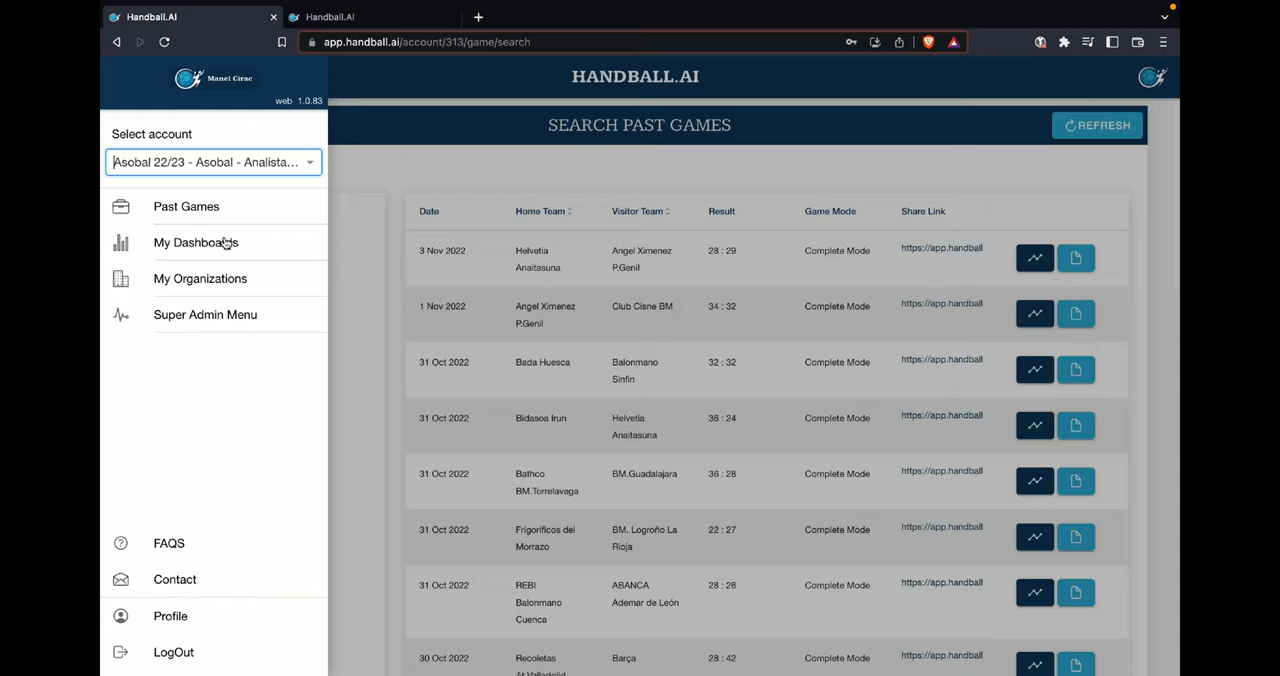 Handball.AI
Handball.AI
app.handball.ai/account/313/game/search
Manel Cirac
web 1.0.83
HANDBALL.AI
SEARCH PAST GAMES
REFRESH
Select account
Asobal 22/23 - Asobal - Analista...
Past Games
My Dashboards
My Organizations
Super Admin Menu
FAQS
Contact
Profile
LogOut
Date Home Team Visitor Team Result Game Mode Share Link
3 Nov 2022 Helvetia Angel Ximenez 28 : 29 Complete Mode https://app.handball
Anaitasuna P.Genil
1 Nov 2022 Angel Ximenez Club Cisne BM 34 : 32 Complete Mode https://app.handball
P.Genil
31 Oct 2022 Bada Huesca Balonmano 32 : 32 Complete Mode https://app.handball
Sinfin
31 Oct 2022 Bidasoa Irun Helvetia 36 : 24 Complete Mode https://app.handball
Anaitasuna
31 Oct 2022 Bathco BM.Guadalajara 36 : 28 Complete Mode https://app.handball
BM.Torrelavega
31 Oct 2022 Frigoríficos del BM. Logroño La 22 : 27 Complete Mode https://app.handball
Morrazo Rioja
31 Oct 2022 REBI ABANCA 28 : 26 Complete Mode https://app.handball
Balonmano Ademar de León
Cuenca
30 Oct 2022 Recoletas Barça 28 : 42 Complete Mode https://app.handball
At.Valladolid